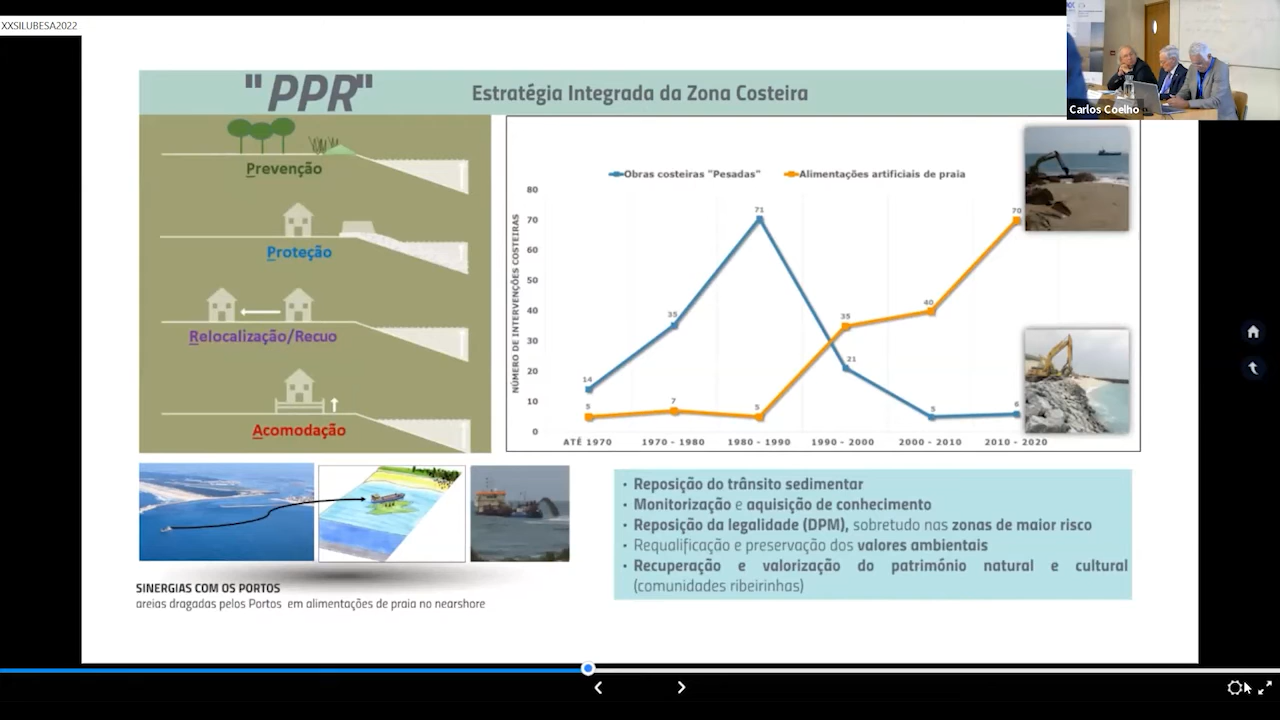 XXSILUBESA2022
Carlos Coelho
"PPR"
Estratégia Integrada da Zona Costeira
Prevenção
Proteção
Relocalização/Recuo
Acomodação
Obras costeiras "Pesadas"
Alimentações artificiais de praia
NÚMERO DE INTERVENÇÕES COSTEIRAS
80
70
60
50
40
30
20
10
0
14
35
71
21
5
6
5
7
5
35
40
70
ATÉ 1970
1970 - 1980
1980 - 1990
1990 - 2000
2000 - 2010
2010 - 2020
SINERGIAS COM OS PORTOS
areias dragadas pelos Portos em alimentações de praia no nearshore
• Reposição do trânsito sedimentar
• Monitorização e aquisição de conhecimento
• Reposição da legalidade (DPM), sobretudo nas zonas de maior risco
• Requalificação e preservação dos valores ambientais
• Recuperação e valorização do património natural e cultural
(comunidades ribeirinhas)